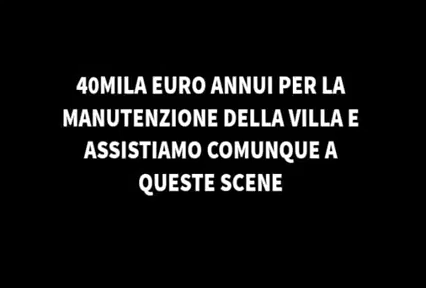 40MILA EURO ANNUI PER LA
MANUTENZIONE DELLA VILLA E
ASSISTIAMO COMUNQUE A
QUESTE SCENE